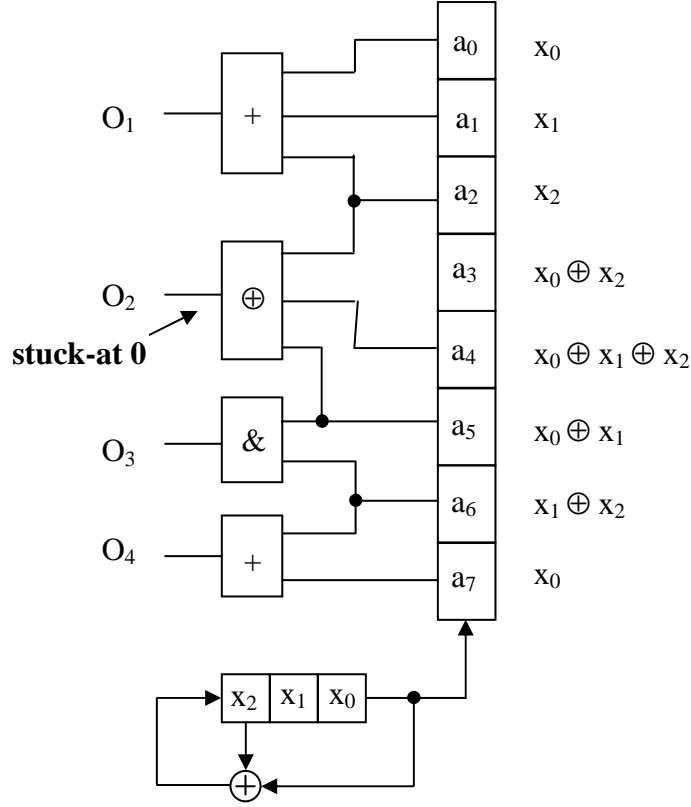 a₀ x₀
O₁ + a₁ x₁
a₂ x₂
a₃ x₀ ⊕ x₂
O₂ ⊕
stuck-at 0 a₄ x₀ ⊕ x₁ ⊕ x₂
O₃ & a₅ x₀ ⊕ x₁
a₆ x₁ ⊕ x₂
O₄ + a₇ x₀
x₂ x₁ x₀
+